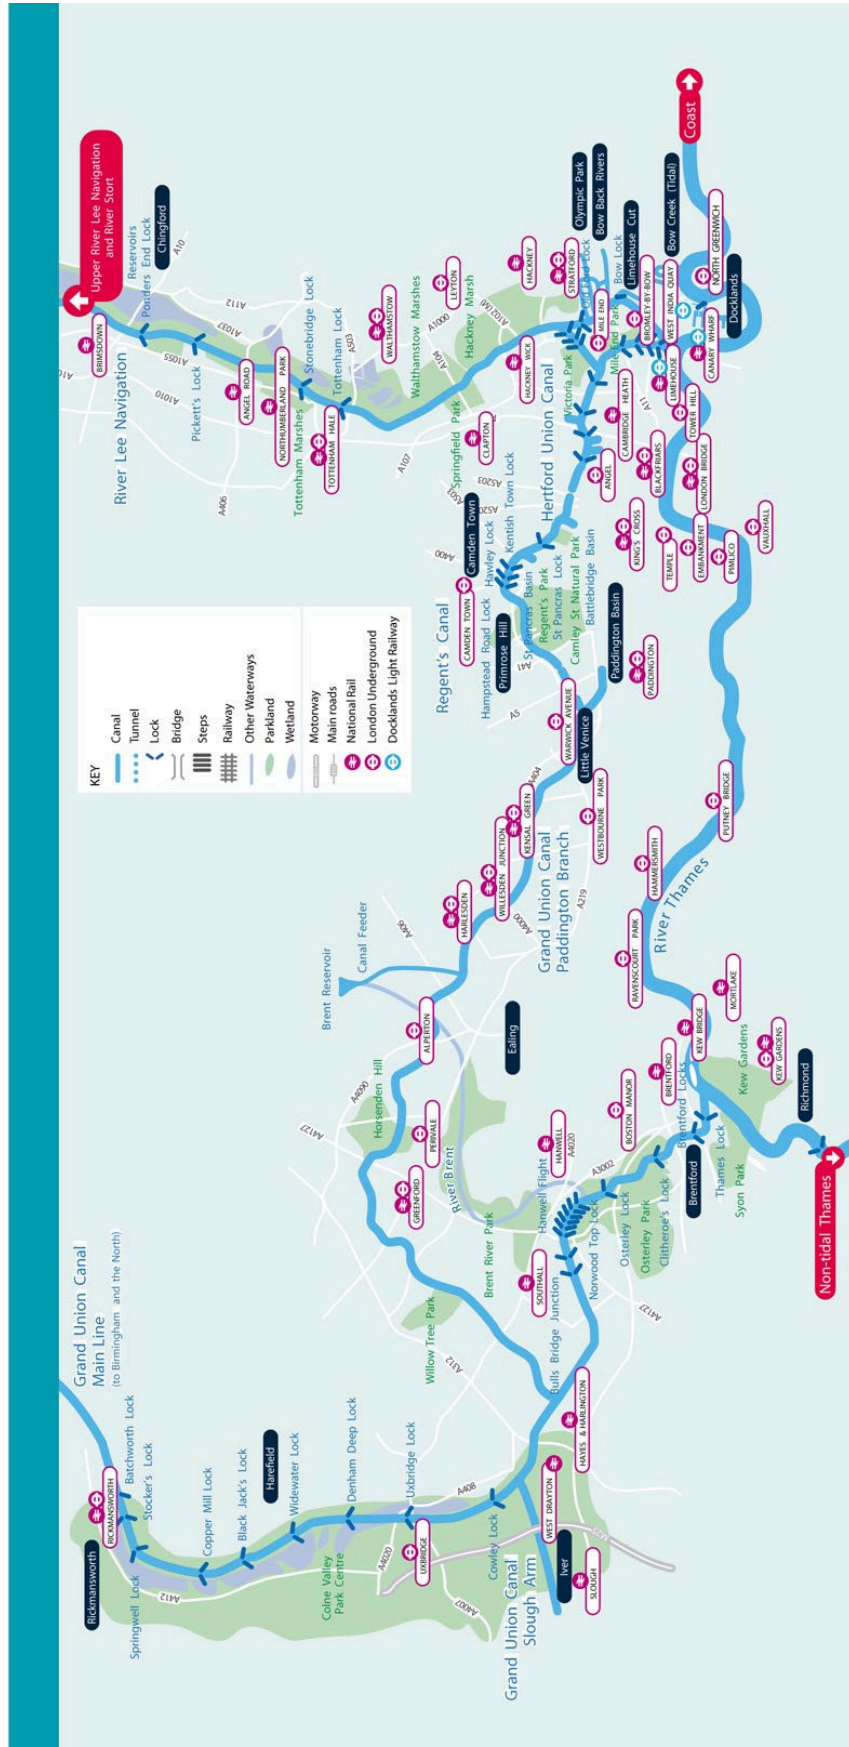 Grand Union Canal
Main Line
(to Birmingham and the North)
Rickmansworth
RICKMANSWORTH
Batchworth Lock
Stocker's Lock
Springwell Lock
Copper Mill Lock
Black Jack's Lock
Harefield
Widewater Lock
Denham Deep Lock
Colne Valley
Park Centre
Uxbridge Lock
UXBRIDGE
A412
A4020
A4007
A408
Cowley Lock
Grand Union Canal
Slough Arm
WEST DRAYTON
Iver
SLOUGH
HAYES & HARLINGTON
Bulls Bridge Junction
A312
Willow Tree Park
SOUTHALL
Norwood Top Lock
Hanwell Flight
HANWELL
A4020
A4127
A3002
Brent River Park
River Brent
GREENFORD
PERIVALE
Horsenden Hill
A4127
A4090
ALPERTON
Brent Reservoir
Canal Feeder
A406
HARLESDEN
WILLESDEN JUNCTION
KENSAL GREEN
A4000
A404
A219
Grand Union Canal
Paddington Branch
WESTBOURNE PARK
Ealing
Osterley Lock
Osterley Park
Clitheroe's Lock
BOSTON MANOR
BRENTFORD
Brentford
Brentford Locks
Thames Lock
Syon Park
KEW BRIDGE
Kew Gardens
KEW GARDENS
MORTLAKE
Richmond
Non-tidal Thames
RAVENSCOURT PARK
HAMMERSMITH
River Thames
PUTNEY BRIDGE
KEY
Canal
Tunnel
Lock
Bridge
Steps
Railway
Other Waterways
Parkland
Wetland
Motorway
Main roads
National Rail
London Underground
Docklands Light Railway
WARWICK AVENUE
Little Venice
Paddington Basin
PADDINGTON
A5
A41
Regent's Canal
CAMDEN TOWN
Camden Town
Primrose Hill
Hampstead Road Lock
Hawley Lock
Kentish Town Lock
St Pancras Basin
Regent's Park
St Pancras Lock
Camley St Natural Park
Battlebridge Basin
A400
A503
A5203
KING'S CROSS
Hertford Union Canal
ANGEL
CAMBRIDGE HEATH
BLACKFRIARS
TEMPLE
EMBANKMENT
PIMLICO
VAUXHALL
LONDON BRIDGE
TOWER HILL
A11
LIMEHOUSE
Victoria Park
Mile End Park
MILE END
Old Ford Lock
Bow Lock
BROMLEY-BY-BOW
WEST INDIA QUAY
CANARY WHARF
Docklands
NORTH GREENWICH
Bow Creek (Tidal)
Limehouse Cut
Bow Back Rivers
Olympic Park
STRATFORD
HACKNEY
HACKNEY WICK
Coast
Upper River Lee Navigation
and River Stort
River Lee Navigation
BRIMSDOWN
Reservoirs
Ponders End Lock
Chingford
A10
A1055
A1037
A112
A1010
Pickett's Lock
ANGEL ROAD
NORTHUMBERLAND PARK
A406
Tottenham Marshes
Stonebridge Lock
TOTTENHAM HALE
Tottenham Lock
A503
WALTHAMSTOW
Walthamstow Marshes
A104
A1000
LEYTON
Hackney Marsh
A107
Springfield Park
CLAPTON